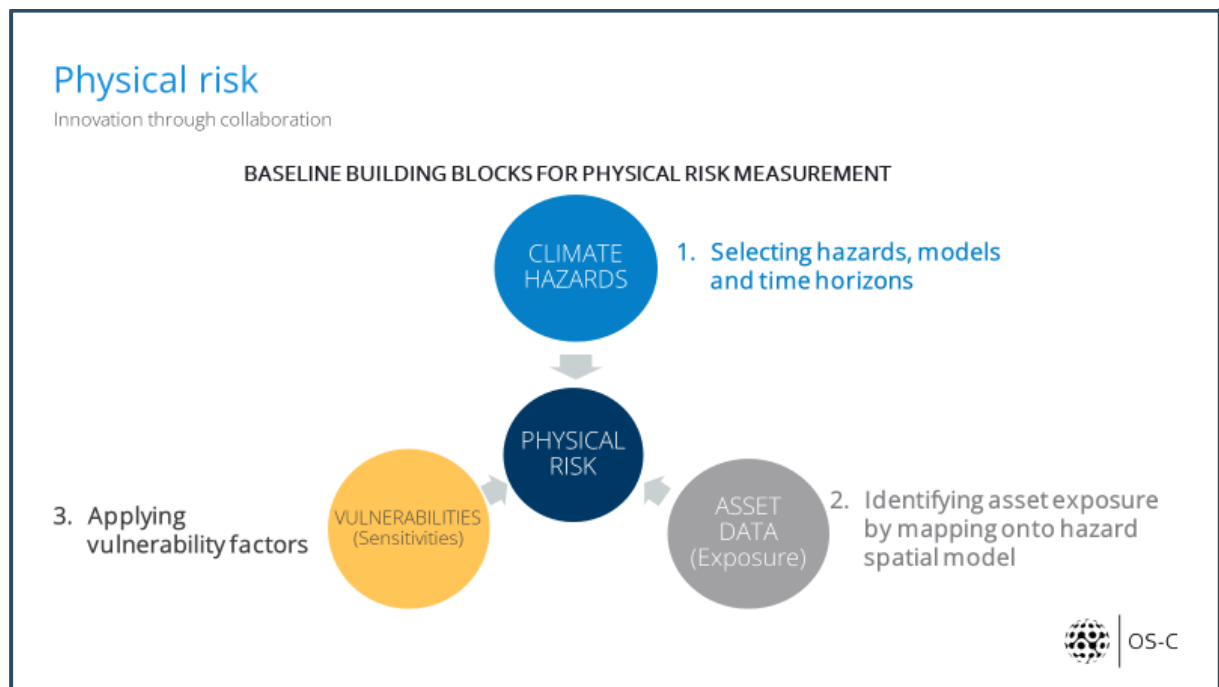 Physical risk
Innovation through collaboration
BASELINE BUILDING BLOCKS FOR PHYSICAL RISK MEASUREMENT
CLIMATE
HAZARDS
1. Selecting hazards, models
and time horizons
PHYSICAL
RISK
3. Applying
vulnerability factors
VULNERABILITIES
(Sensitivities)
ASSET
DATA
(Exposure)
2. Identifying asset exposure
by mapping onto hazard
spatial model
OS-C